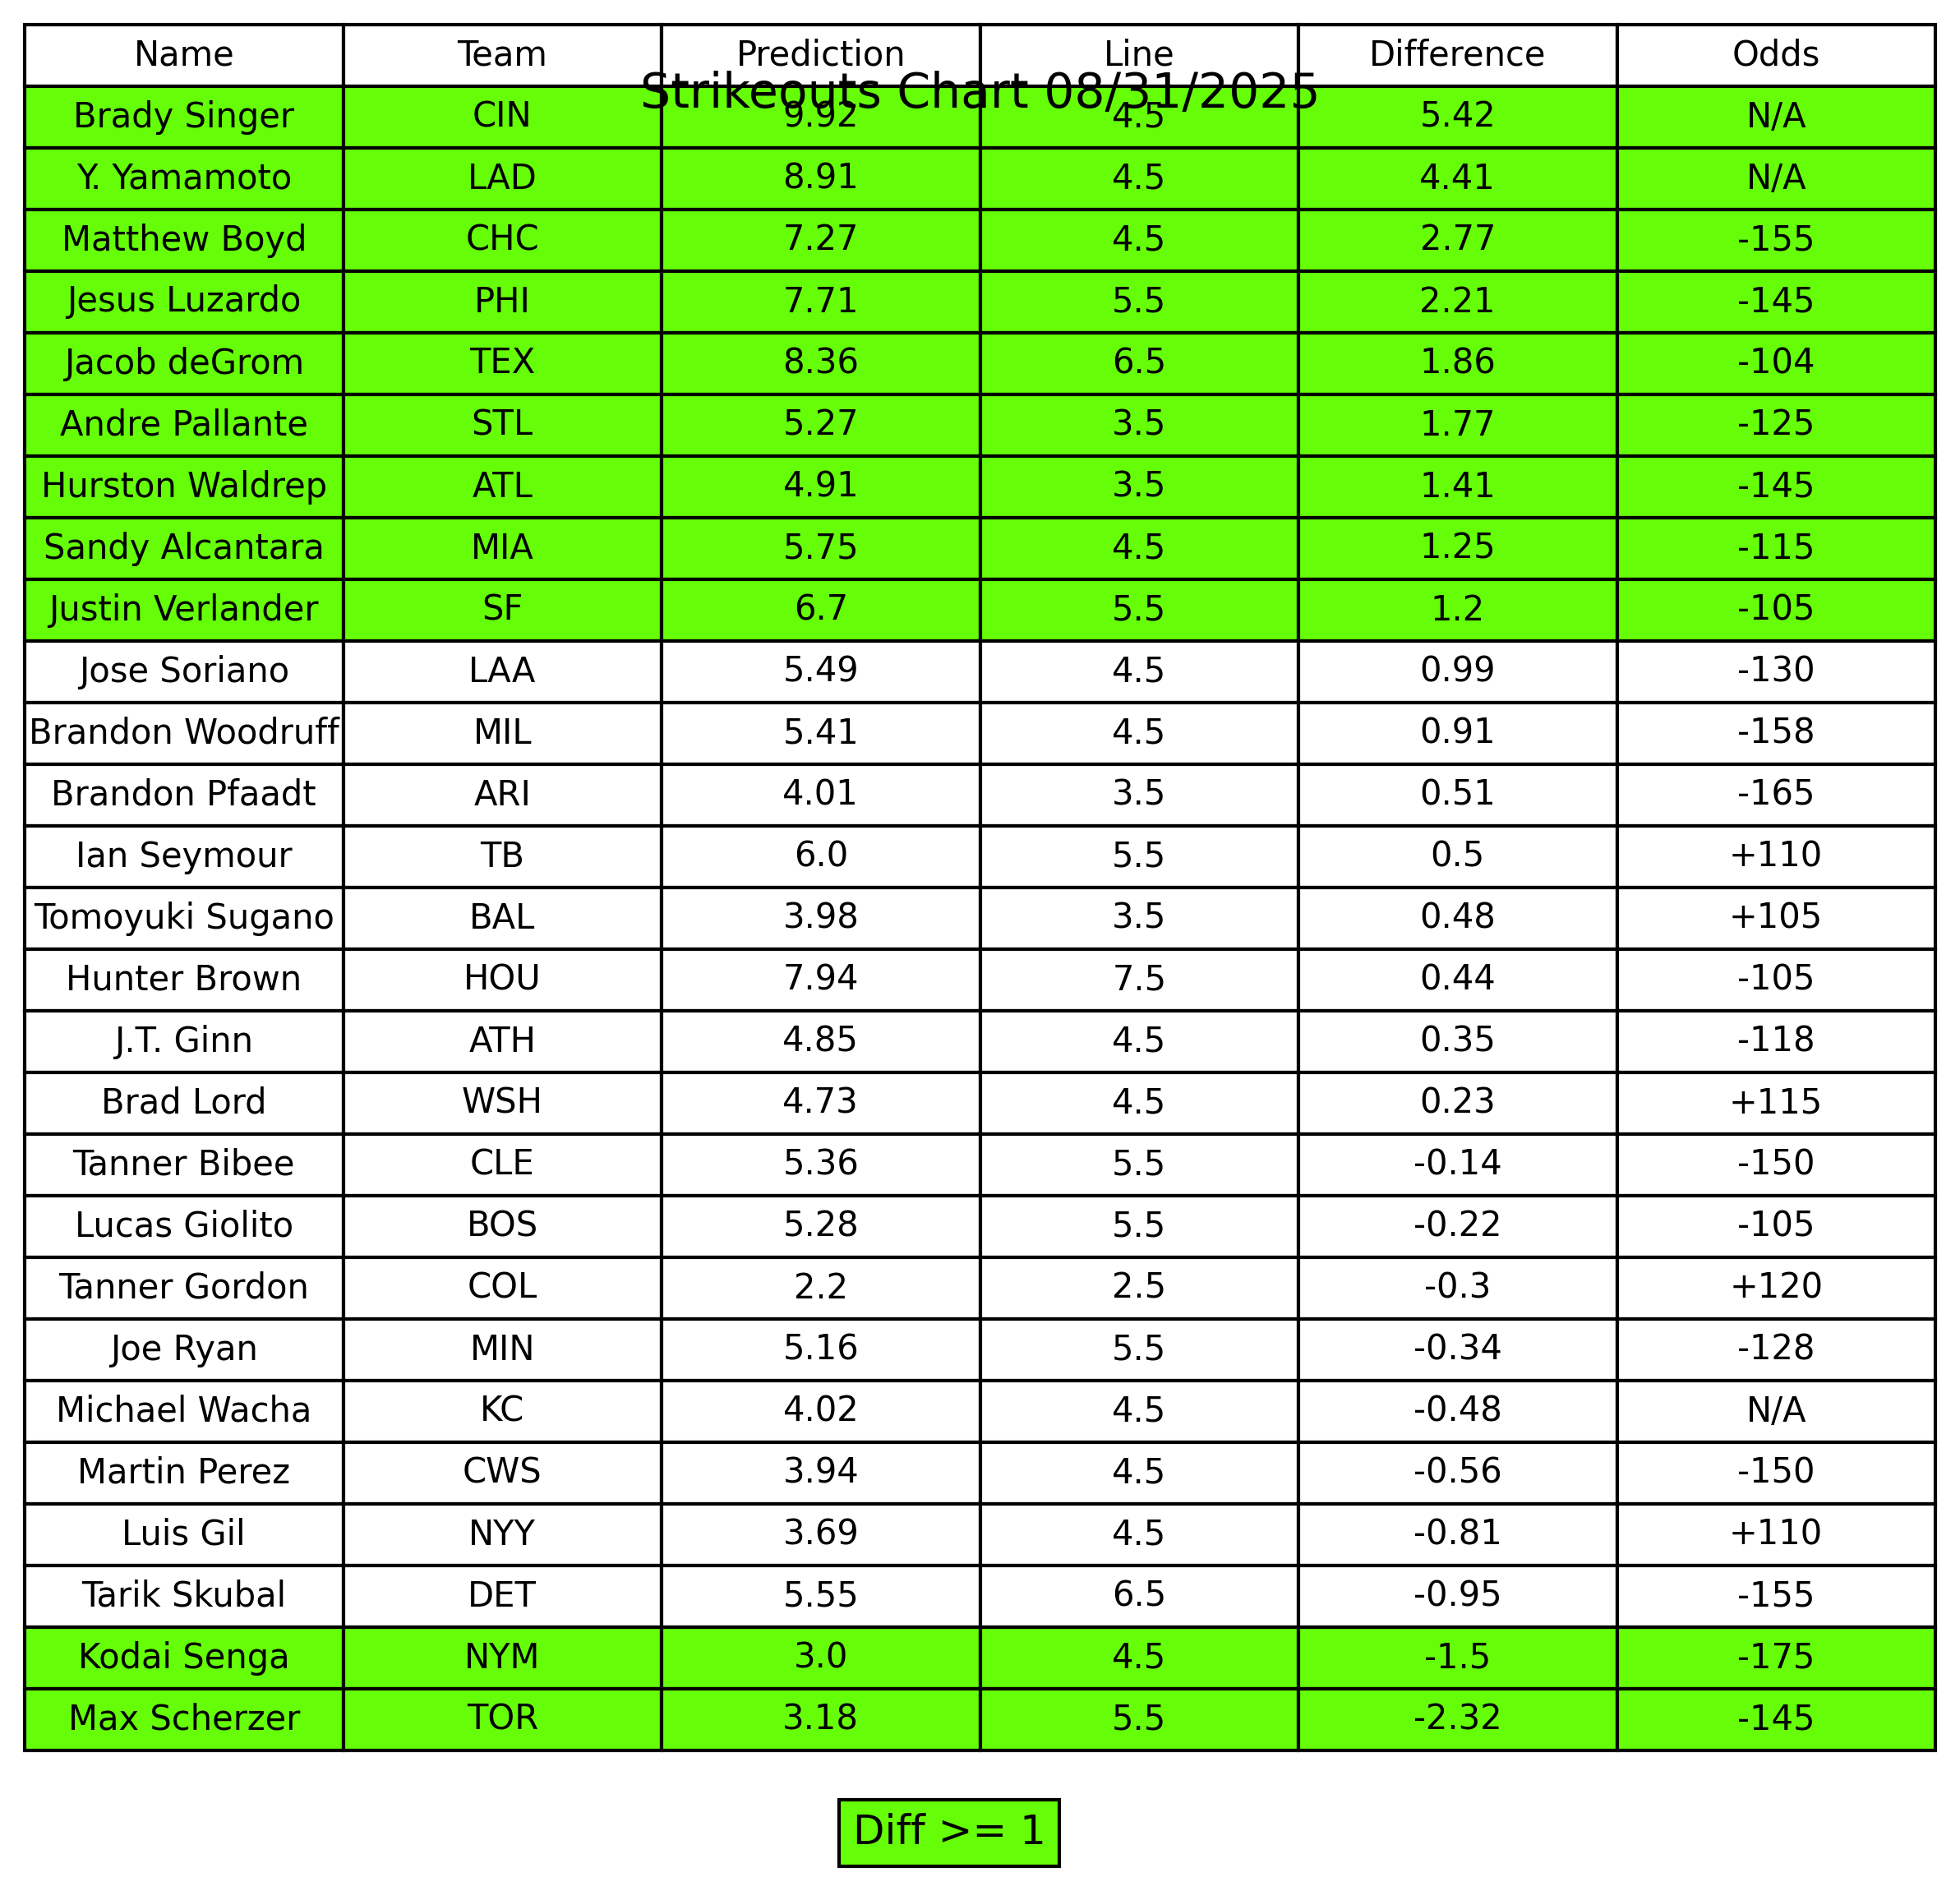 Name Team Prediction Line Difference Odds
Strikeouts Chart 08/31/2025
Brady Singer CIN 9.92 4.5 5.42 N/A
Y. Yamamoto LAD 8.91 4.5 4.41 N/A
Matthew Boyd CHC 7.27 4.5 2.77 -155
Jesus Luzardo PHI 7.71 5.5 2.21 -145
Jacob deGrom TEX 8.36 6.5 1.86 -104
Andre Pallante STL 5.27 3.5 1.77 -125
Hurston Waldrep ATL 4.91 3.5 1.41 -145
Sandy Alcantara MIA 5.75 4.5 1.25 -115
Justin Verlander SF 6.7 5.5 1.2 -105
Jose Soriano LAA 5.49 4.5 0.99 -130
Brandon Woodruff MIL 5.41 4.5 0.91 -158
Brandon Pfaadt ARI 4.01 3.5 0.51 -165
Ian Seymour TB 6.0 5.5 0.5 +110
Tomoyuki Sugano BAL 3.98 3.5 0.48 +105
Hunter Brown HOU 7.94 7.5 0.44 -105
J.T. Ginn ATH 4.85 4.5 0.35 -118
Brad Lord WSH 4.73 4.5 0.23 +115
Tanner Bibee CLE 5.36 5.5 -0.14 -150
Lucas Giolito BOS 5.28 5.5 -0.22 -105
Tanner Gordon COL 2.2 2.5 -0.3 +120
Joe Ryan MIN 5.16 5.5 -0.34 -128
Michael Wacha KC 4.02 4.5 -0.48 N/A
Martin Perez CWS 3.94 4.5 -0.56 -150
Luis Gil NYY 3.69 4.5 -0.81 +110
Tarik Skubal DET 5.55 6.5 -0.95 -155
Kodai Senga NYM 3.0 4.5 -1.5 -175
Max Scherzer TOR 3.18 5.5 -2.32 -145
Diff >= 1